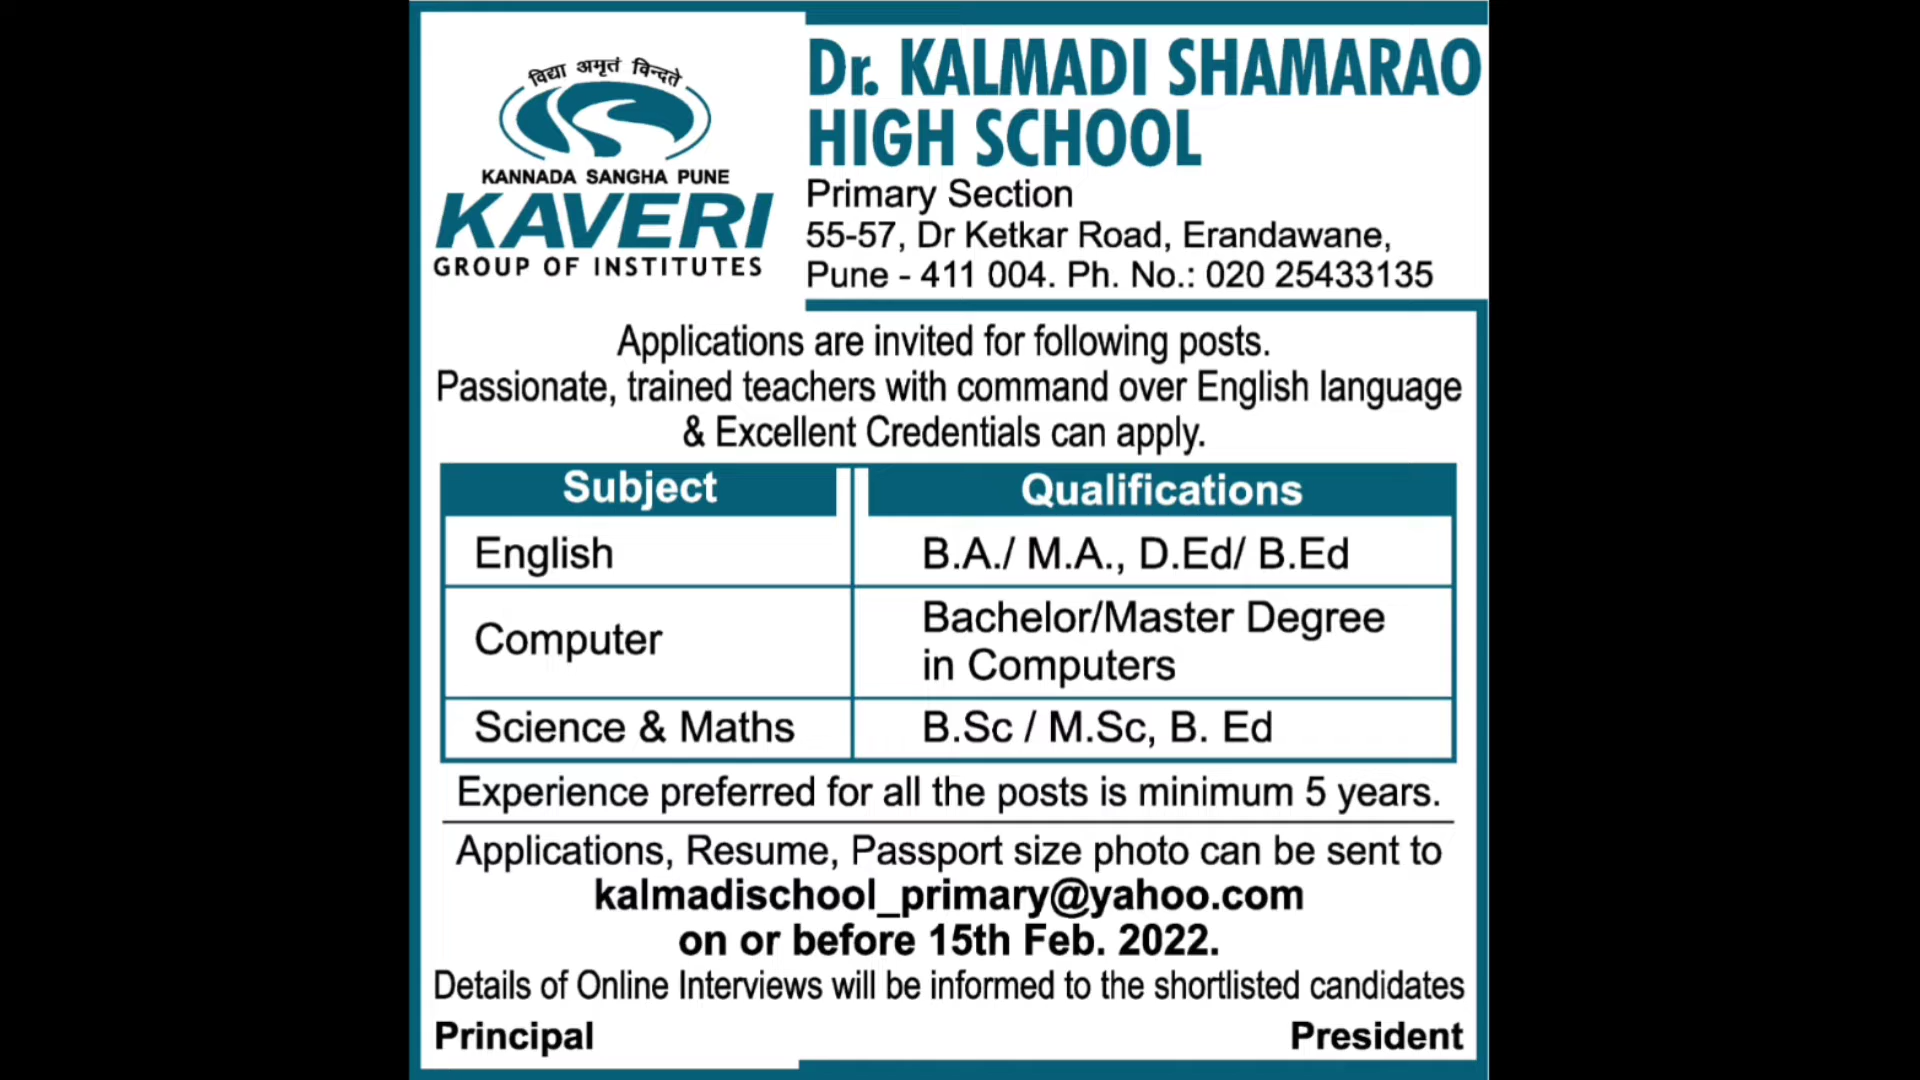 विद्या अमृतं विन्दते
KANNADA SANGHA PUNE
KAVERI
GROUP OF INSTITUTES
Dr. KALMADI SHAMARAO
HIGH SCHOOL
Primary Section
55-57, Dr Ketkar Road, Erandawane,
Pune - 411 004. Ph. No.: 020 25433135
Applications are invited for following posts.
Passionate, trained teachers with command over English language
& Excellent Credentials can apply.
Subject Qualifications
English B.A./ M.A., D.Ed/ B.Ed
Computer Bachelor/Master Degree
in Computers
Science & Maths B.Sc / M.Sc, B. Ed
Experience preferred for all the posts is minimum 5 years.
Applications, Resume, Passport size photo can be sent to
kalmadischool_primary@yahoo.com
on or before 15th Feb. 2022.
Details of Online Interviews will be informed to the shortlisted candidates
Principal President